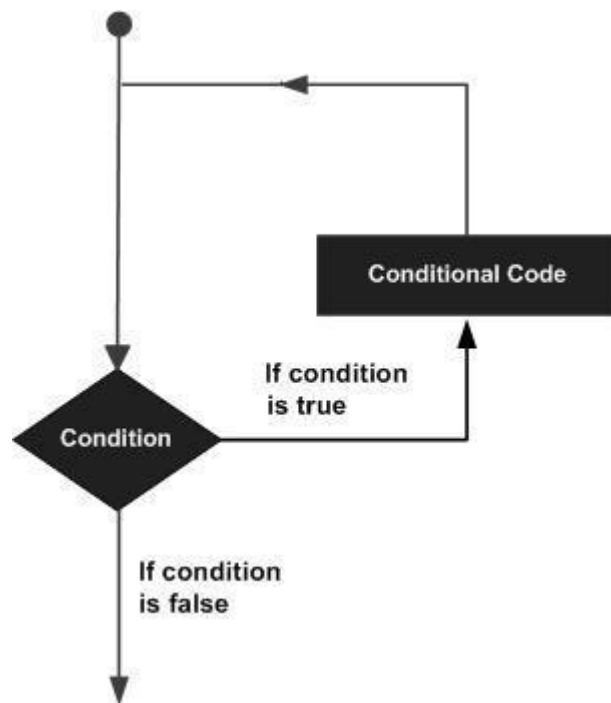 Conditional Code
If condition
is true
Condition
If condition
is false